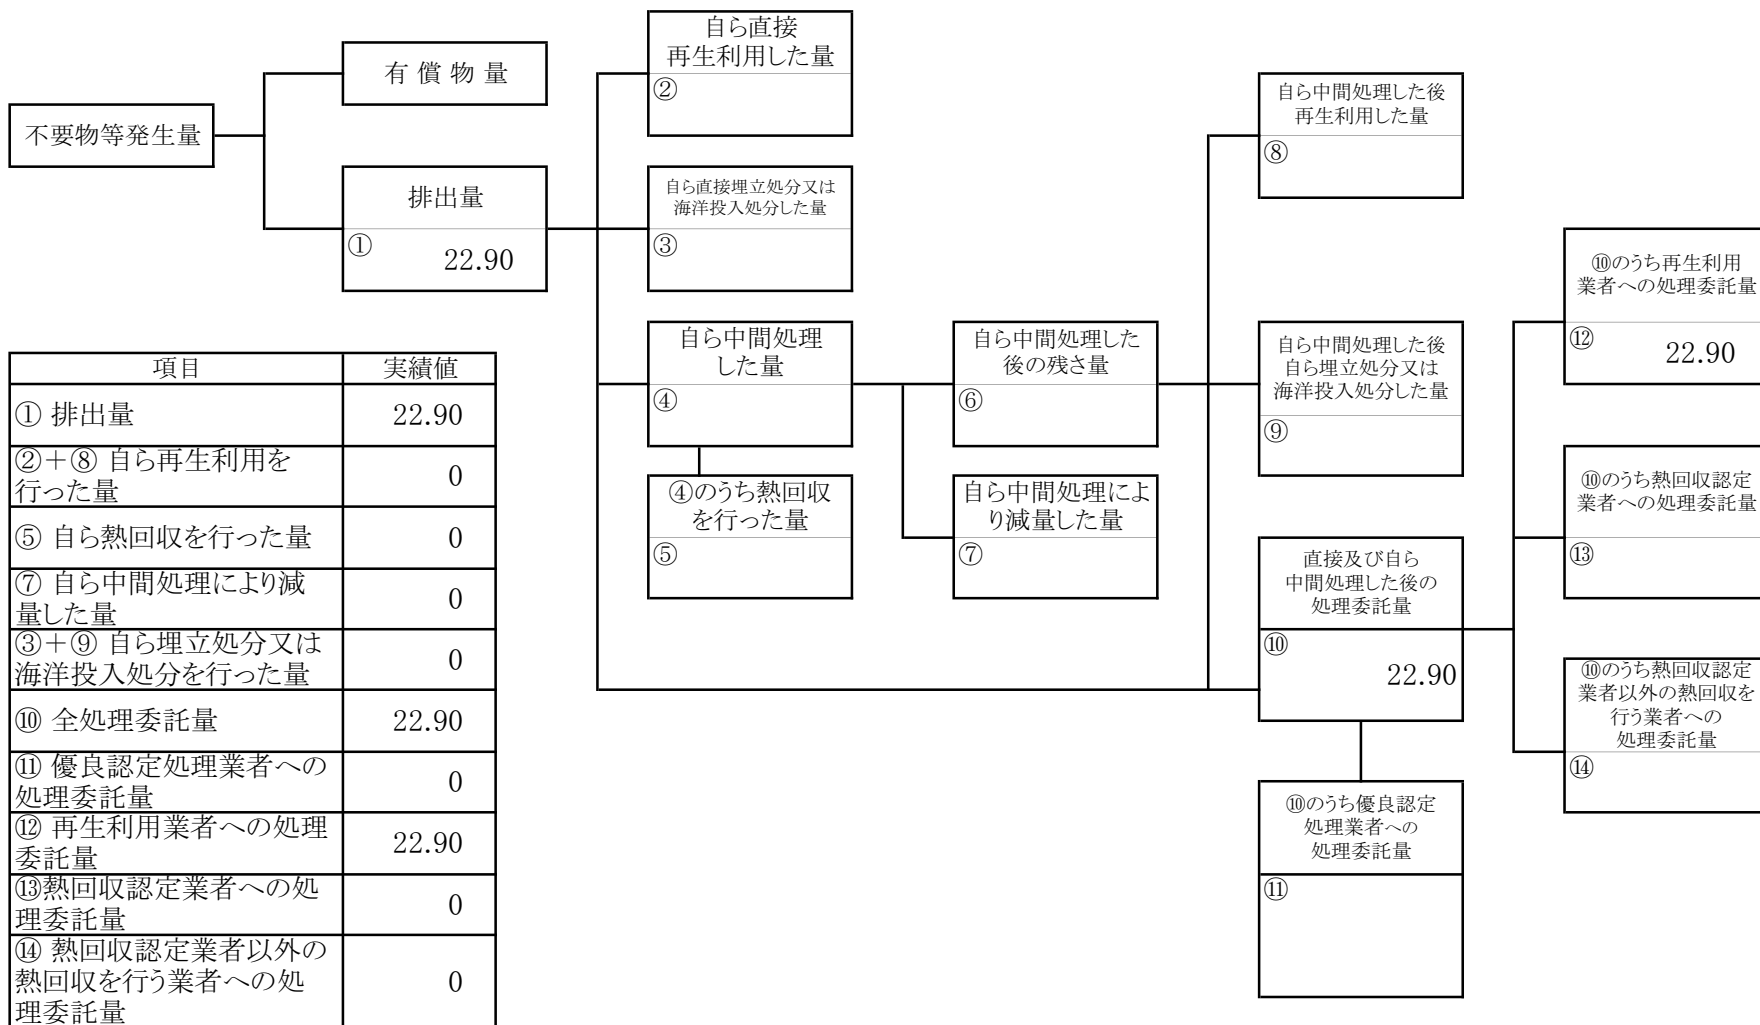 不要物等発生量
有 償 物 量
排出量
①
22.90
自ら直接
再生利用した量
②
自ら直接埋立処分又は
海洋投入処分した量
③
自ら中間処理
した量
④
④のうち熱回収
を行った量
⑤
自ら中間処理した
後の残さ量
⑥
自ら中間処理によ
り減量した量
⑦
自ら中間処理した後
再生利用した量
⑧
自ら中間処理した後
自ら埋立処分又は
海洋投入処分した量
⑨
直接及び自ら
中間処理した後の
処理委託量
⑩
22.90
⑩のうち優良認定
処理業者への
処理委託量
⑪
⑩のうち再生利用
業者への処理委託量
⑫
22.90
⑩のうち熱回収認定
業者への処理委託量
⑬
⑩のうち熱回収認定
業者以外の熱回収を
行う業者への
処理委託量
⑭
項目 実績値
① 排出量 22.90
②＋⑧ 自ら再生利用を
行った量 0
⑤ 自ら熱回収を行った量 0
⑦ 自ら中間処理により減
量した量 0
③＋⑨ 自ら埋立処分又は
海洋投入処分を行った量 0
⑩ 全処理委託量 22.90
⑪ 優良認定処理業者への
処理委託量 0
⑫ 再生利用業者への処理
委託量 22.90
⑬熱回収認定業者への処
理委託量 0
⑭ 熱回収認定業者以外の
熱回収を行う業者への処 0
理委託量